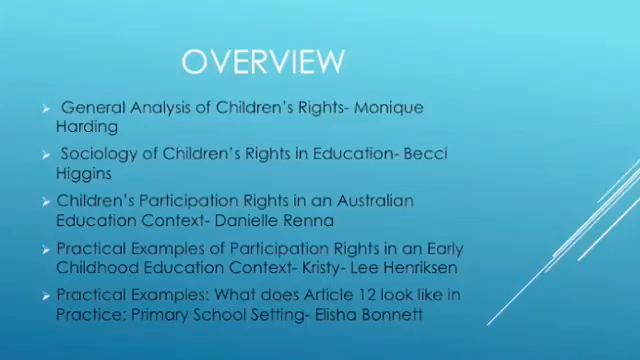 OVERVIEW
General Analysis of Children's Rights- Monique
Harding
Sociology of Children's Rights in Education- Becci
Higgins
Children's Participation Rights in an Australian
Education Context- Danielle Renna
Practical Examples of Participation Rights in an Early
Childhood Education Context- Kristy- Lee Henriksen
Practical Examples: What does Article 12 look like in
Practice: Primary School Setting- Elisha Bonnett